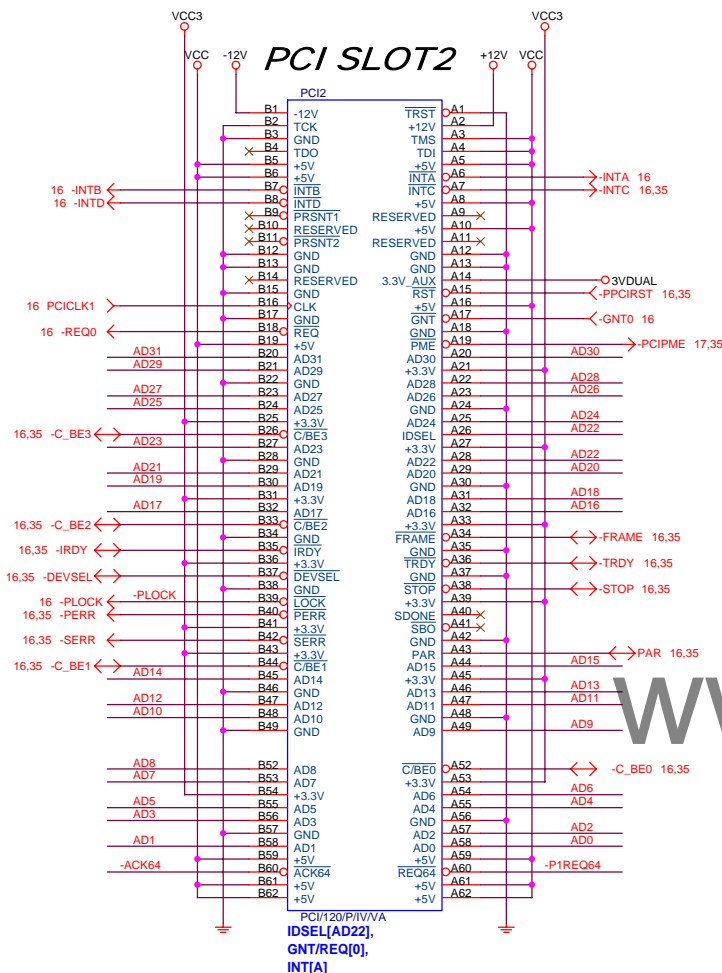 VCC3
VCC3
VCC
-12V
PCI SLOT2
+12V
VCC
PCI2
B1 -12V TRST A1
B2 TCK +12V A2
B3 GND TMS A3
B4 TDO TDI A4
B5 +5V +5V A5
B6 +5V INTA A6 -INTA 16
16 -INTB B7 INTB INTC A7 -INTC 16,35
16 -INTD B8 INTD +5V A8
B9 PRSNT1 RESERVED A9
B10 RESERVED +5V A10
B11 PRSNT2 RESERVED A11
B12 GND GND A12
B13 GND GND A13
B14 RESERVED 3.3V_AUX A14 3VDUAL
B15 GND RST A15 -PPCIRST 16,35
16 PCICLK1 B16 CLK +5V A16
B17 GND GNT A17 -GNT0 16
16 -REQ0 B18 REQ GND A18
B19 +5V PME A19 -PCIPME 17,35
AD31 B20 AD31 AD30 A20 AD30
AD29 B21 AD29 +3.3V A21
B22 GND AD28 A22 AD28
AD27 B23 AD27 AD26 A23 AD26
AD25 B24 AD25 GND A24
B25 +3.3V AD24 A25 AD24
16,35 -C_BE3 B26 C/BE3 IDSEL A26 AD22
AD23 B27 AD23 +3.3V A27
B28 GND AD22 A28 AD22
AD21 B29 AD21 AD20 A29 AD20
AD19 B30 AD19 GND A30
B31 +3.3V AD18 A31 AD18
AD17 B32 AD17 AD16 A32 AD16
16,35 -C_BE2 B33 C/BE2 +3.3V A33
B34 GND FRAME A34 -FRAME 16,35
16,35 -IRDY B35 IRDY GND A35
B36 +3.3V TRDY A36 -TRDY 16,35
16,35 -DEVSEL B37 DEVSEL GND A37
B38 GND STOP A38 -STOP 16,35
16 -PLOCK -PLOCK B39 LOCK +3.3V A39
16,35 -PERR B40 PERR SDONE A40
B41 +3.3V SBO A41
16,35 -SERR B42 SERR GND A42
B43 +3.3V PAR A43 PAR 16,35
16,35 -C_BE1 B44 C/BE1 AD15 A44 AD15
AD14 B45 AD14 +3.3V A45
B46 GND AD13 A46 AD13
AD12 B47 AD12 AD11 A47 AD11
AD10 B48 AD10 GND A48
B49 GND AD9 A49 AD9
AD8 B52 AD8 C/BE0 A52 -C_BE0 16,35
AD7 B53 AD7 +3.3V A53
B54 +3.3V AD6 A54 AD6
AD5 B55 AD5 AD4 A55 AD4
AD3 B56 AD3 GND A56
B57 GND AD2 A57 AD2
AD1 B58 AD1 AD0 A58 AD0
B59 +5V +5V A59
-ACK64 B60 ACK64 REQ64 A60 -P1REQ64
B61 +5V +5V A61
B62 +5V +5V A62
PCI/120/P/IV/VA
IDSEL[AD22],
GNT/REQ[0],
INT[A]